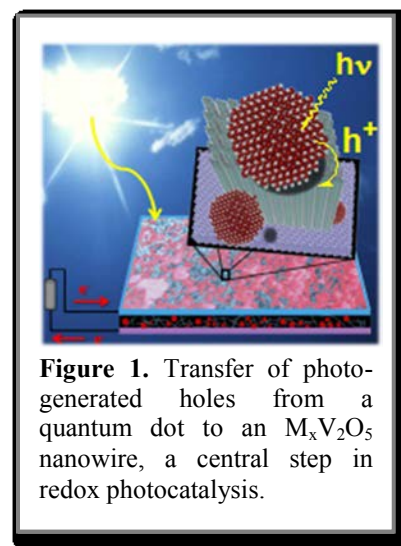 hν
h⁺
e⁻
Figure 1. Transfer of photo-
generated holes from a
quantum dot to an MₓV₂O₅
nanowire, a central step in
redox photocatalysis.